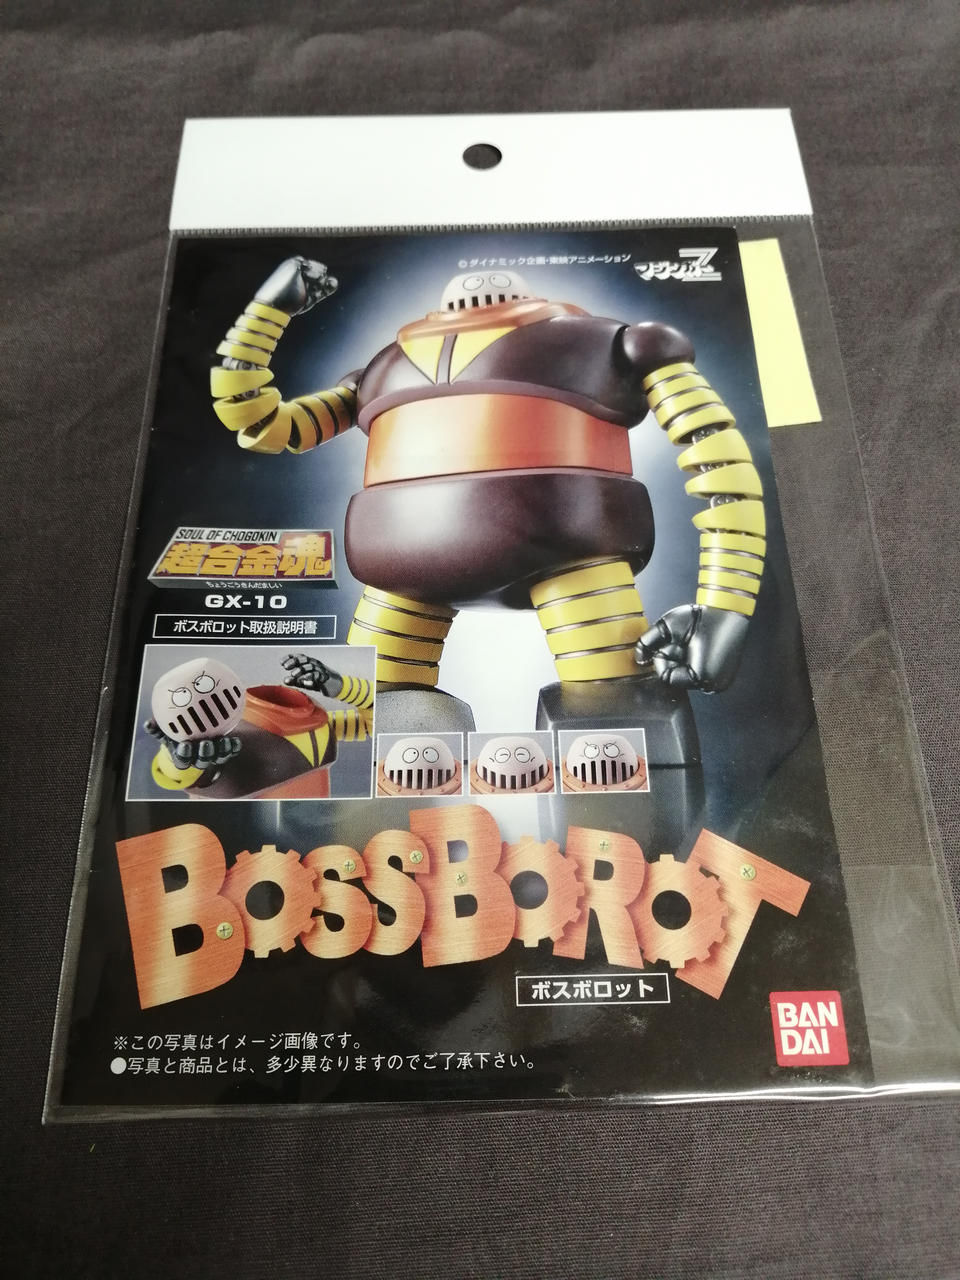 ©ダイナミック企画・東映アニメーション
マジンガーZ
SOUL OF CHOGOKIN
超合金魂
ちょうごうきんだましい
GX-10
ボスボロット取扱説明書
BOSSBOROT
ボスボロット
BAN
DAI
※この写真はイメージ画像です。
●写真と商品とは、多少異なりますのでご了承下さい。